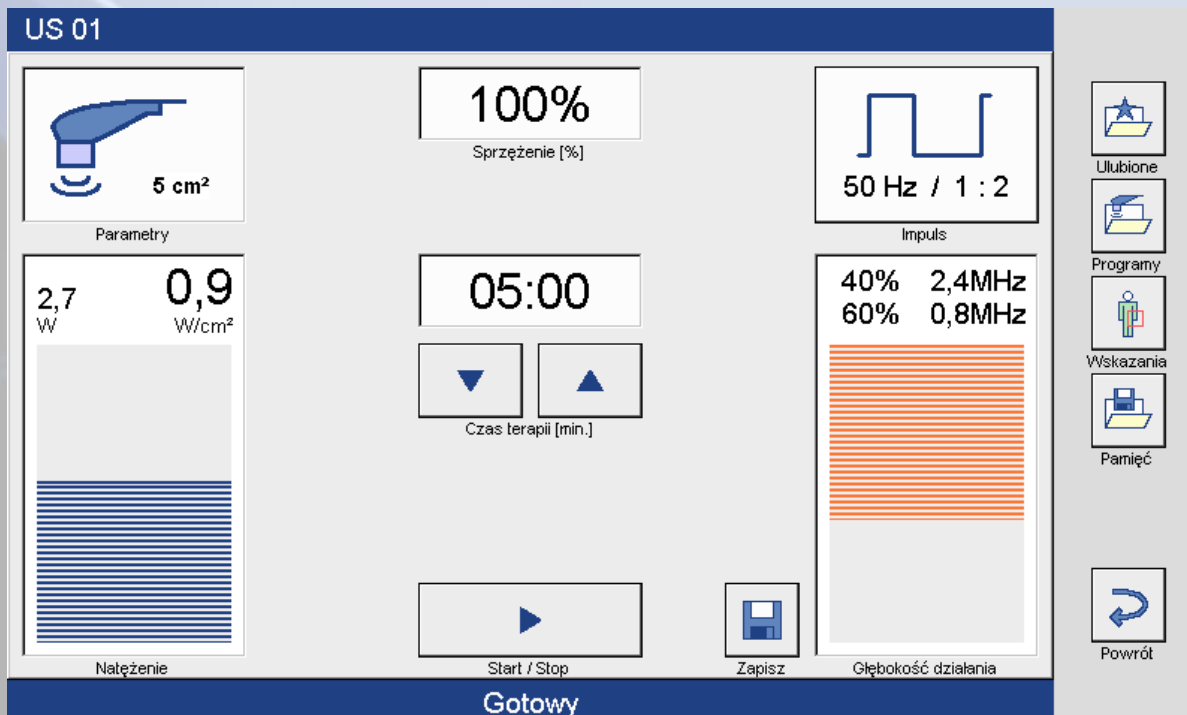 US 01
5 cm²
Parametry
100%
Sprzężenie [%]
50 Hz / 1 : 2
Impuls
2,7
W
0,9
W/cm²
Natężenie
05:00
Czas terapii [min.]
Start / Stop
Zapisz
40% 2,4MHz
60% 0,8MHz
Głębokość działania
Ulubione
Programy
Wskazania
Pamięć
Powrót
Gotowy